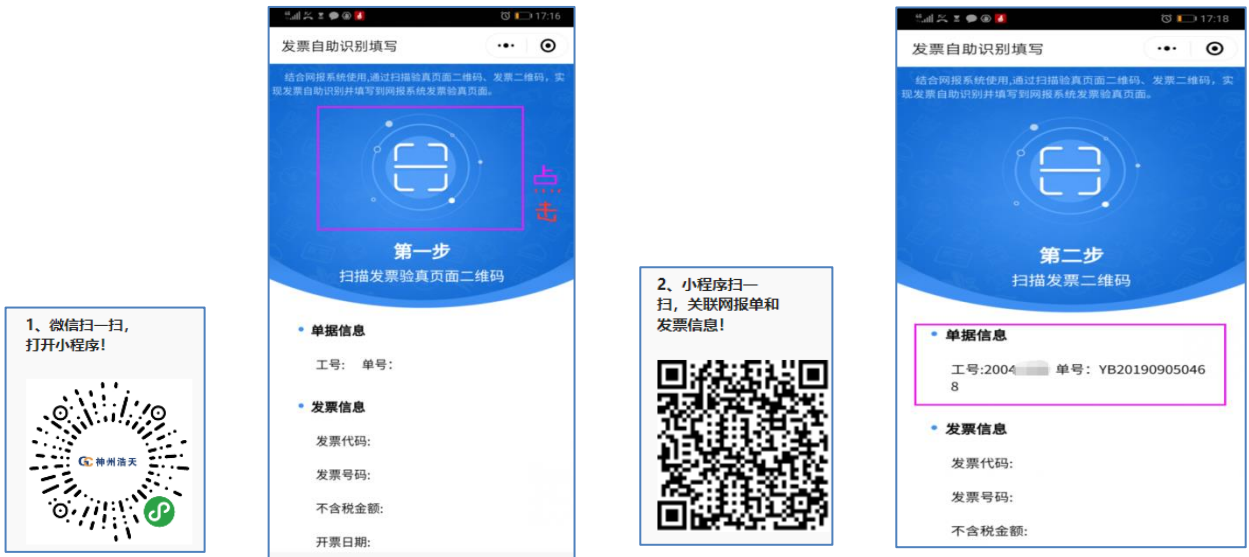 1、微信扫一扫，
打开小程序！
神州浩天
17:16
发票自助识别填写
结合网报系统使用,通过扫描验真页面二维码、发票二维码，实
现发票自助识别并填写到网报系统发票验真页面。
点
击
第一步
扫描发票验真页面二维码
单据信息
工号: 单号:
发票信息
发票代码:
发票号码:
不含税金额:
开票日期:
2、小程序扫一
扫，关联网报单和
发票信息！
17:18
发票自助识别填写
结合网报系统使用,通过扫描验真页面二维码、发票二维码，实
现发票自助识别并填写到网报系统发票验真页面。
第二步
扫描发票二维码
单据信息
工号:2004 单号：YB20190905046
8
发票信息
发票代码:
发票号码:
不含税金额: